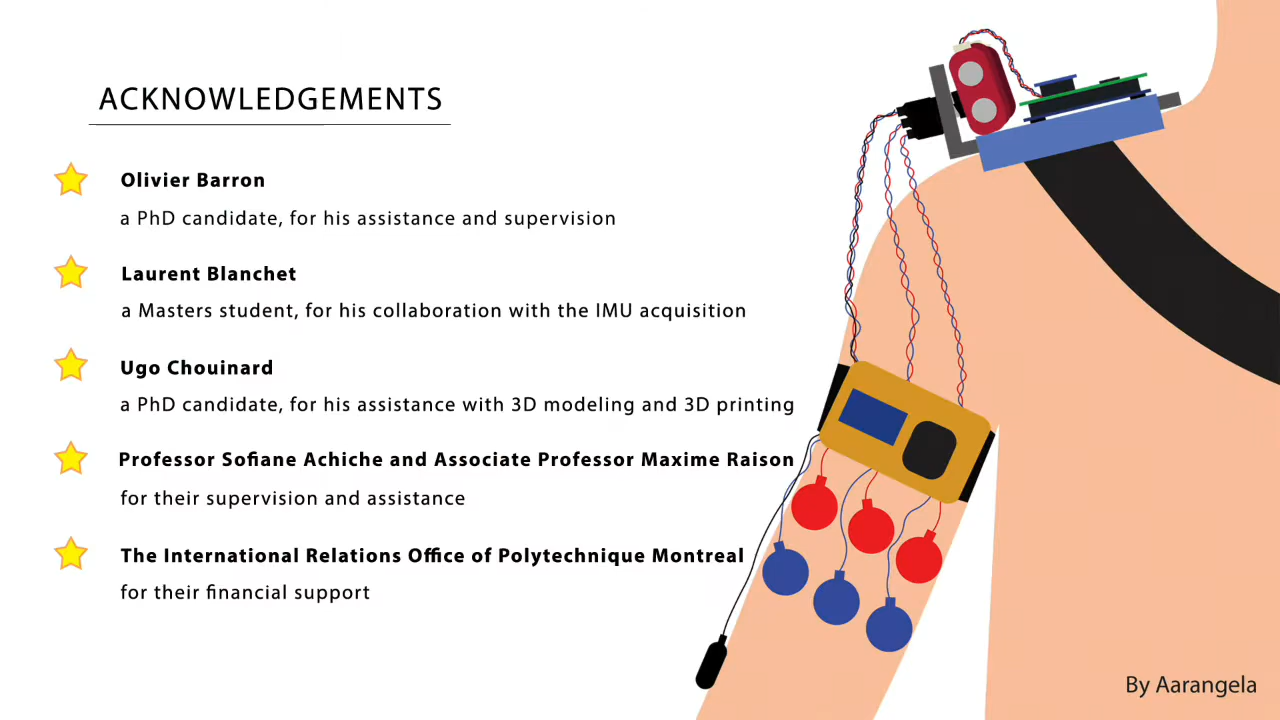 ACKNOWLEDGEMENTS
Olivier Barron
a PhD candidate, for his assistance and supervision
Laurent Blanchet
a Masters student, for his collaboration with the IMU acquisition
Ugo Chouinard
a PhD candidate, for his assistance with 3D modeling and 3D printing
Professor Sofiane Achiche and Associate Professor Maxime Raison
for their supervision and assistance
The International Relations Office of Polytechnique Montreal
for their financial support
By Aarangela